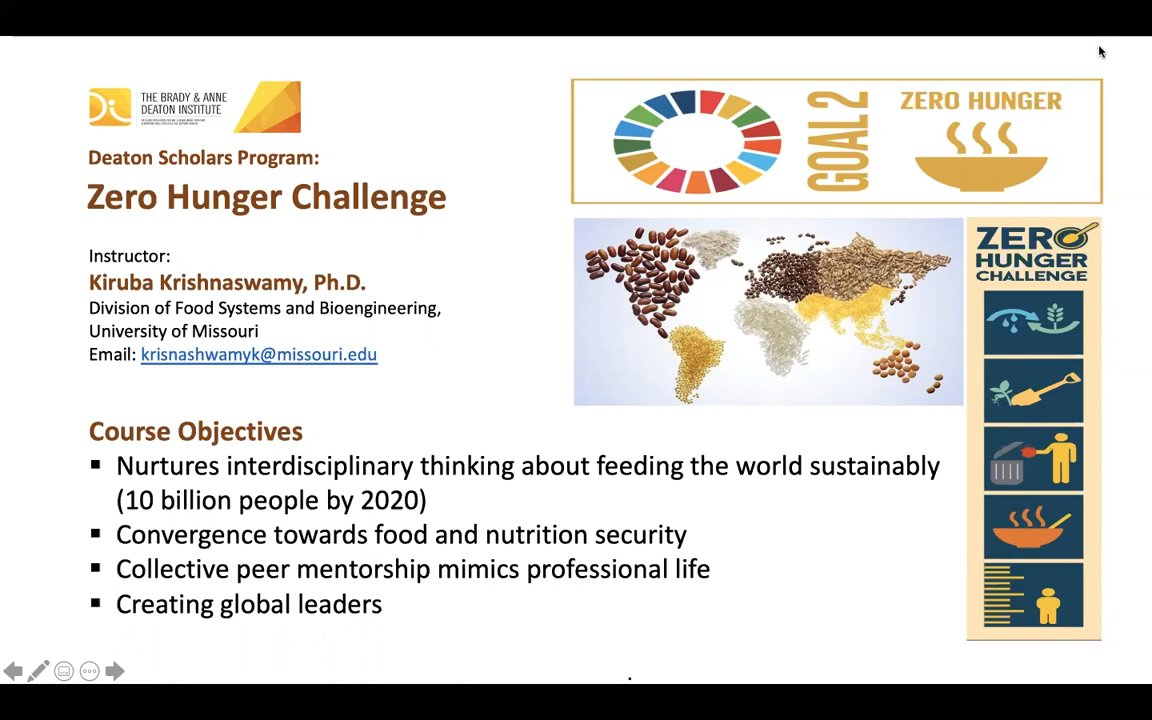 THE BRADY & ANNE
DEATON INSTITUTE
Deaton Scholars Program:
Zero Hunger Challenge
Instructor:
Kiruba Krishnaswamy, Ph.D.
Division of Food Systems and Bioengineering,
University of Missouri
Email: krisnashwamyk@missouri.edu
GOAL 2
ZERO HUNGER
ZERO
HUNGER
CHALLENGE
Course Objectives
▪ Nurtures interdisciplinary thinking about feeding the world sustainably
(10 billion people by 2020)
▪ Convergence towards food and nutrition security
▪ Collective peer mentorship mimics professional life
▪ Creating global leaders